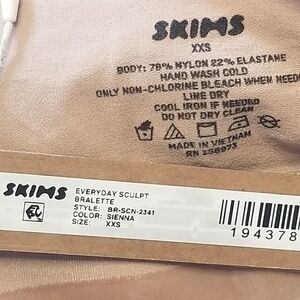 SKIMS
XXS
BODY: 78% NYLON 22% ELASTANE
HAND WASH COLD
ONLY NON-CHLORINE BLEACH WHEN NEED
LINE DRY
COOL IRON IF NEEDED
DO NOT DRY CLEAN
MADE IN VIETNAM
RN 156973
SKIMS
EVERYDAY SCULPT
BRALETTE
STYLE: BR-SCN-2341
COLOR: SIENNA
SIZE: XXS
194378